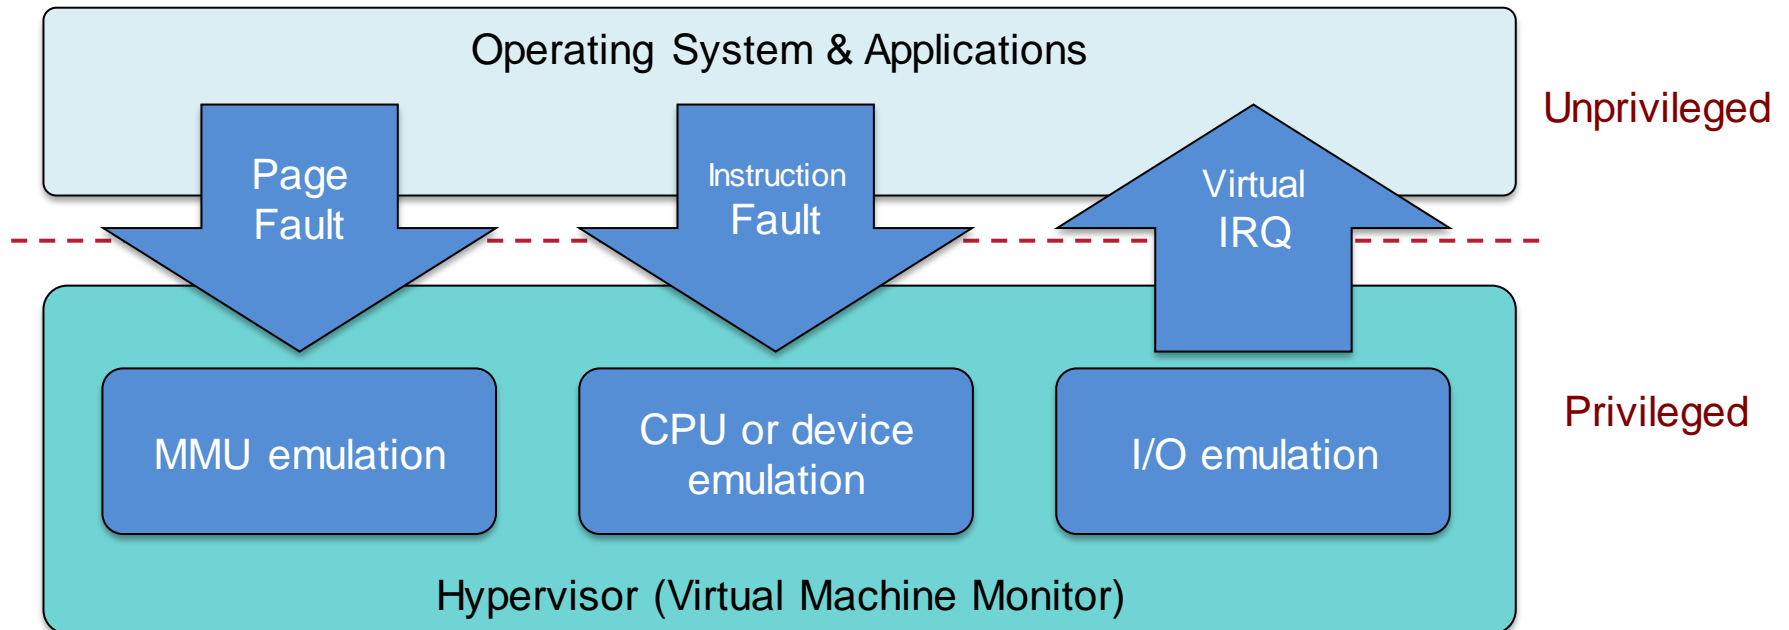 Operating System & Applications
Unprivileged
Page
Fault
Instruction
Fault
Virtual
IRQ
MMU emulation
CPU or device
emulation
I/O emulation
Privileged
Hypervisor (Virtual Machine Monitor)